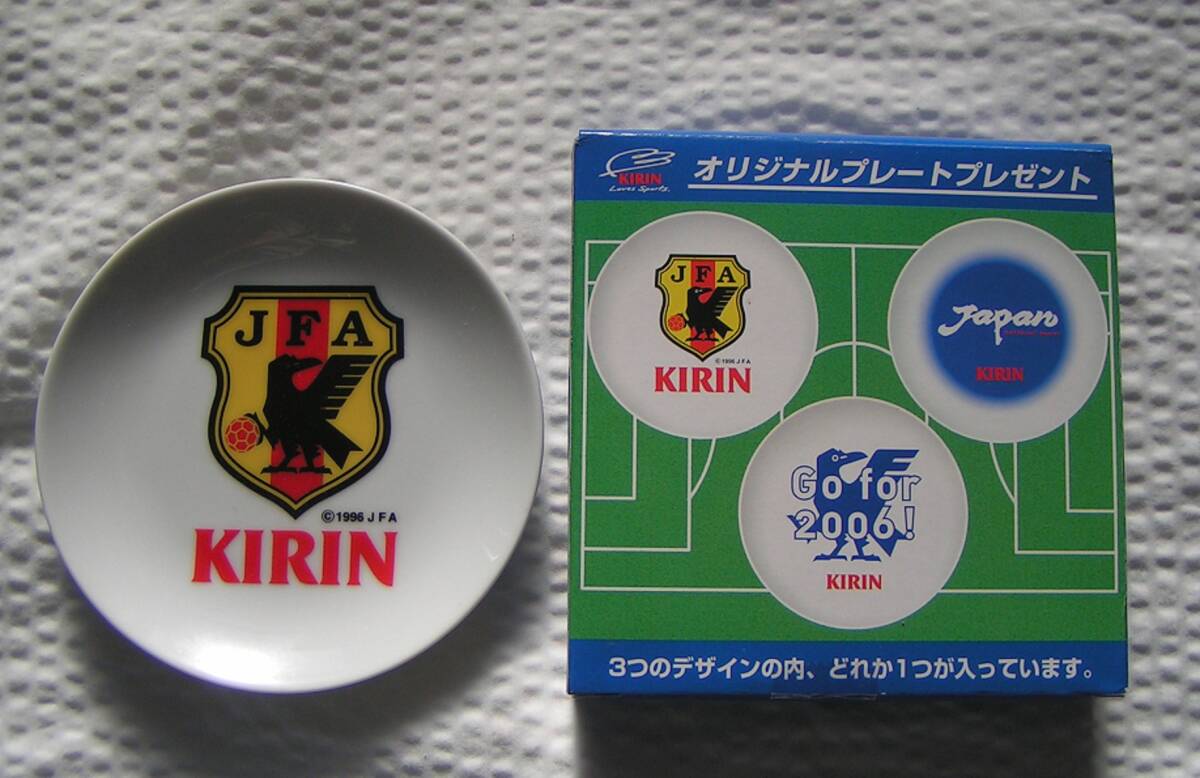 JFA
©1996 JFA
KIRIN
KIRIN
Loves Sports.
オリジナルプレートプレゼント
JFA
©1996 JFA
KIRIN
Japan
KIRIN
Go for
2006!
KIRIN
3つのデザインの内、どれか1つが入っています。